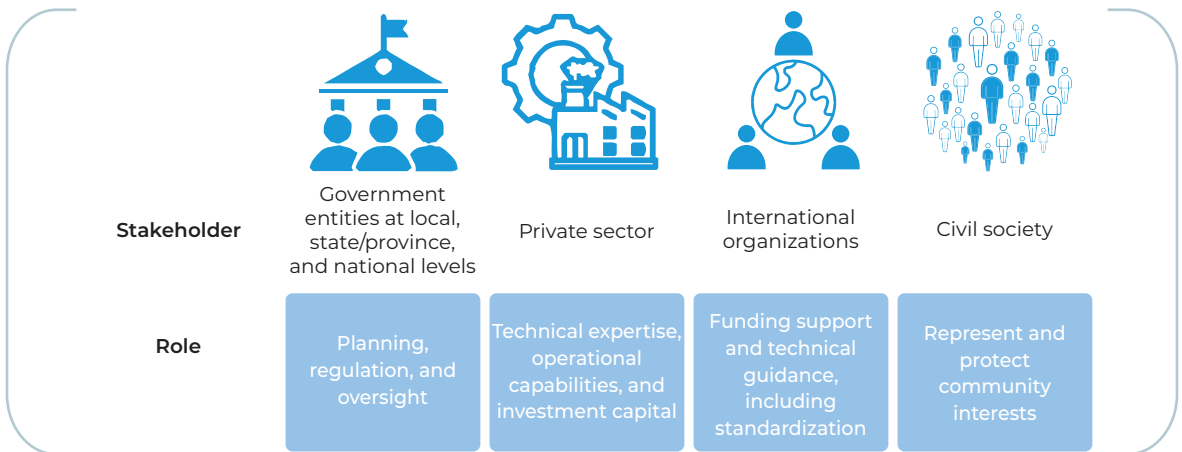 Stakeholder
Government
entities at local,
state/province,
and national levels
Private sector
International
organizations
Civil society
Role
Planning,
regulation, and
oversight
Technical expertise,
operational
capabilities, and
investment capital
Funding support
and technical
guidance,
including
standardization
Represent and
protect
community
interests